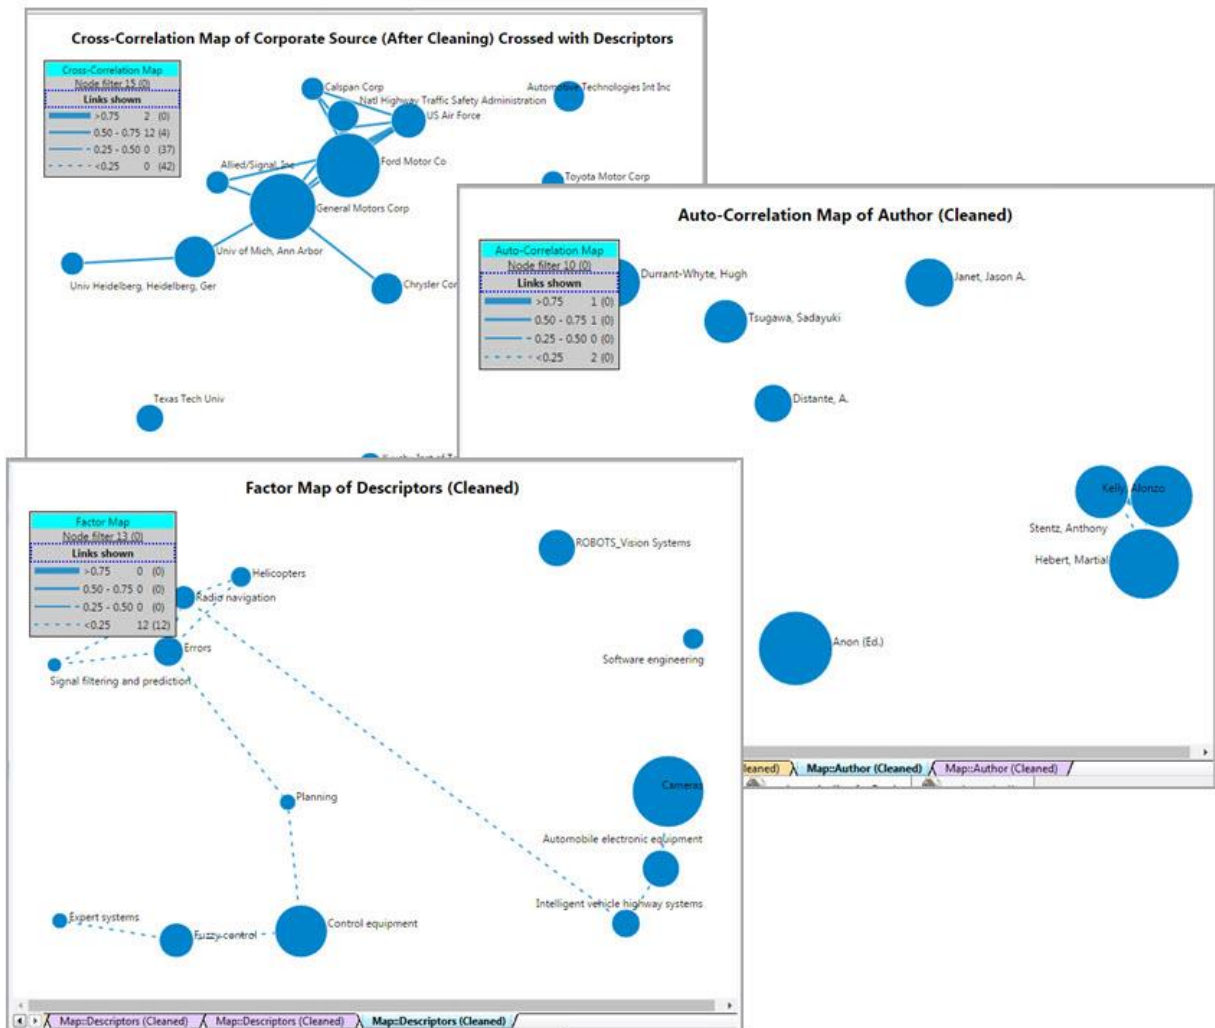 Cross-Correlation Map of Corporate Source (After Cleaning) Crossed with Descriptors
Cross-Correlation Map
Node filter 15 (0)
Links shown
>0.75 2 (0)
0.50 - 0.75 12 (4)
0.25 - 0.50 0 (37)
<0.25 0 (42)
Calspan Corp
Natl Highway Traffic Safety Administration
US Air Force
Automotive Technologies Int Inc
Allied/Signal, Inc
Ford Motor Co
Toyota Motor Corp
General Motors Corp
Univ of Mich, Ann Arbor
Univ Heidelberg, Heidelberg, Ger
Chrysler Cor
Texas Tech Univ
Auto-Correlation Map of Author (Cleaned)
Auto-Correlation Map
Node filter 10 (0)
Links shown
>0.75 1 (0)
0.50 - 0.75 1 (0)
0.25 - 0.50 0 (0)
<0.25 2 (0)
Durrant-Whyte, Hugh
Janet, Jason A.
Tsugawa, Sadayuki
Distante, A.
Kelly, Alonzo
Stentz, Anthony
Hebert, Martial
Anon (Ed.)
leaned)
Map::Author (Cleaned)
Map::Author (Cleaned)
Factor Map of Descriptors (Cleaned)
Factor Map
Node filter 13 (0)
Links shown
>0.75 0 (0)
0.50 - 0.75 0 (0)
0.25 - 0.50 0 (0)
<0.25 12 (12)
ROBOTS_Vision Systems
Helicopters
Radio navigation
Errors
Software engineering
Signal filtering and prediction
Planning
Cameras
Automobile electronic equipment
Intelligent vehicle highway systems
Expert systems
Fuzzy control
Control equipment
Map::Descriptors (Cleaned)
Map::Descriptors (Cleaned)
Map::Descriptors (Cleaned)